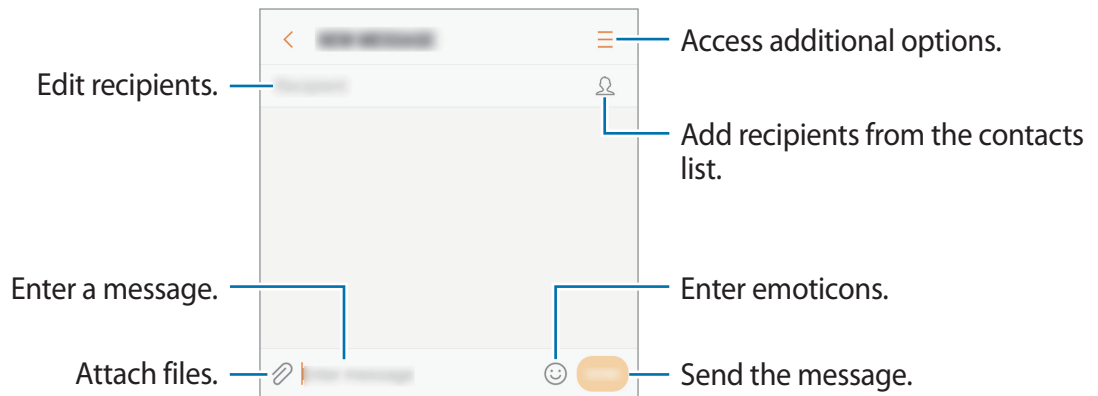 Access additional options.
Edit recipients.
Add recipients from the contacts
list.
Enter a message.
Enter emoticons.
Attach files.
Send the message.